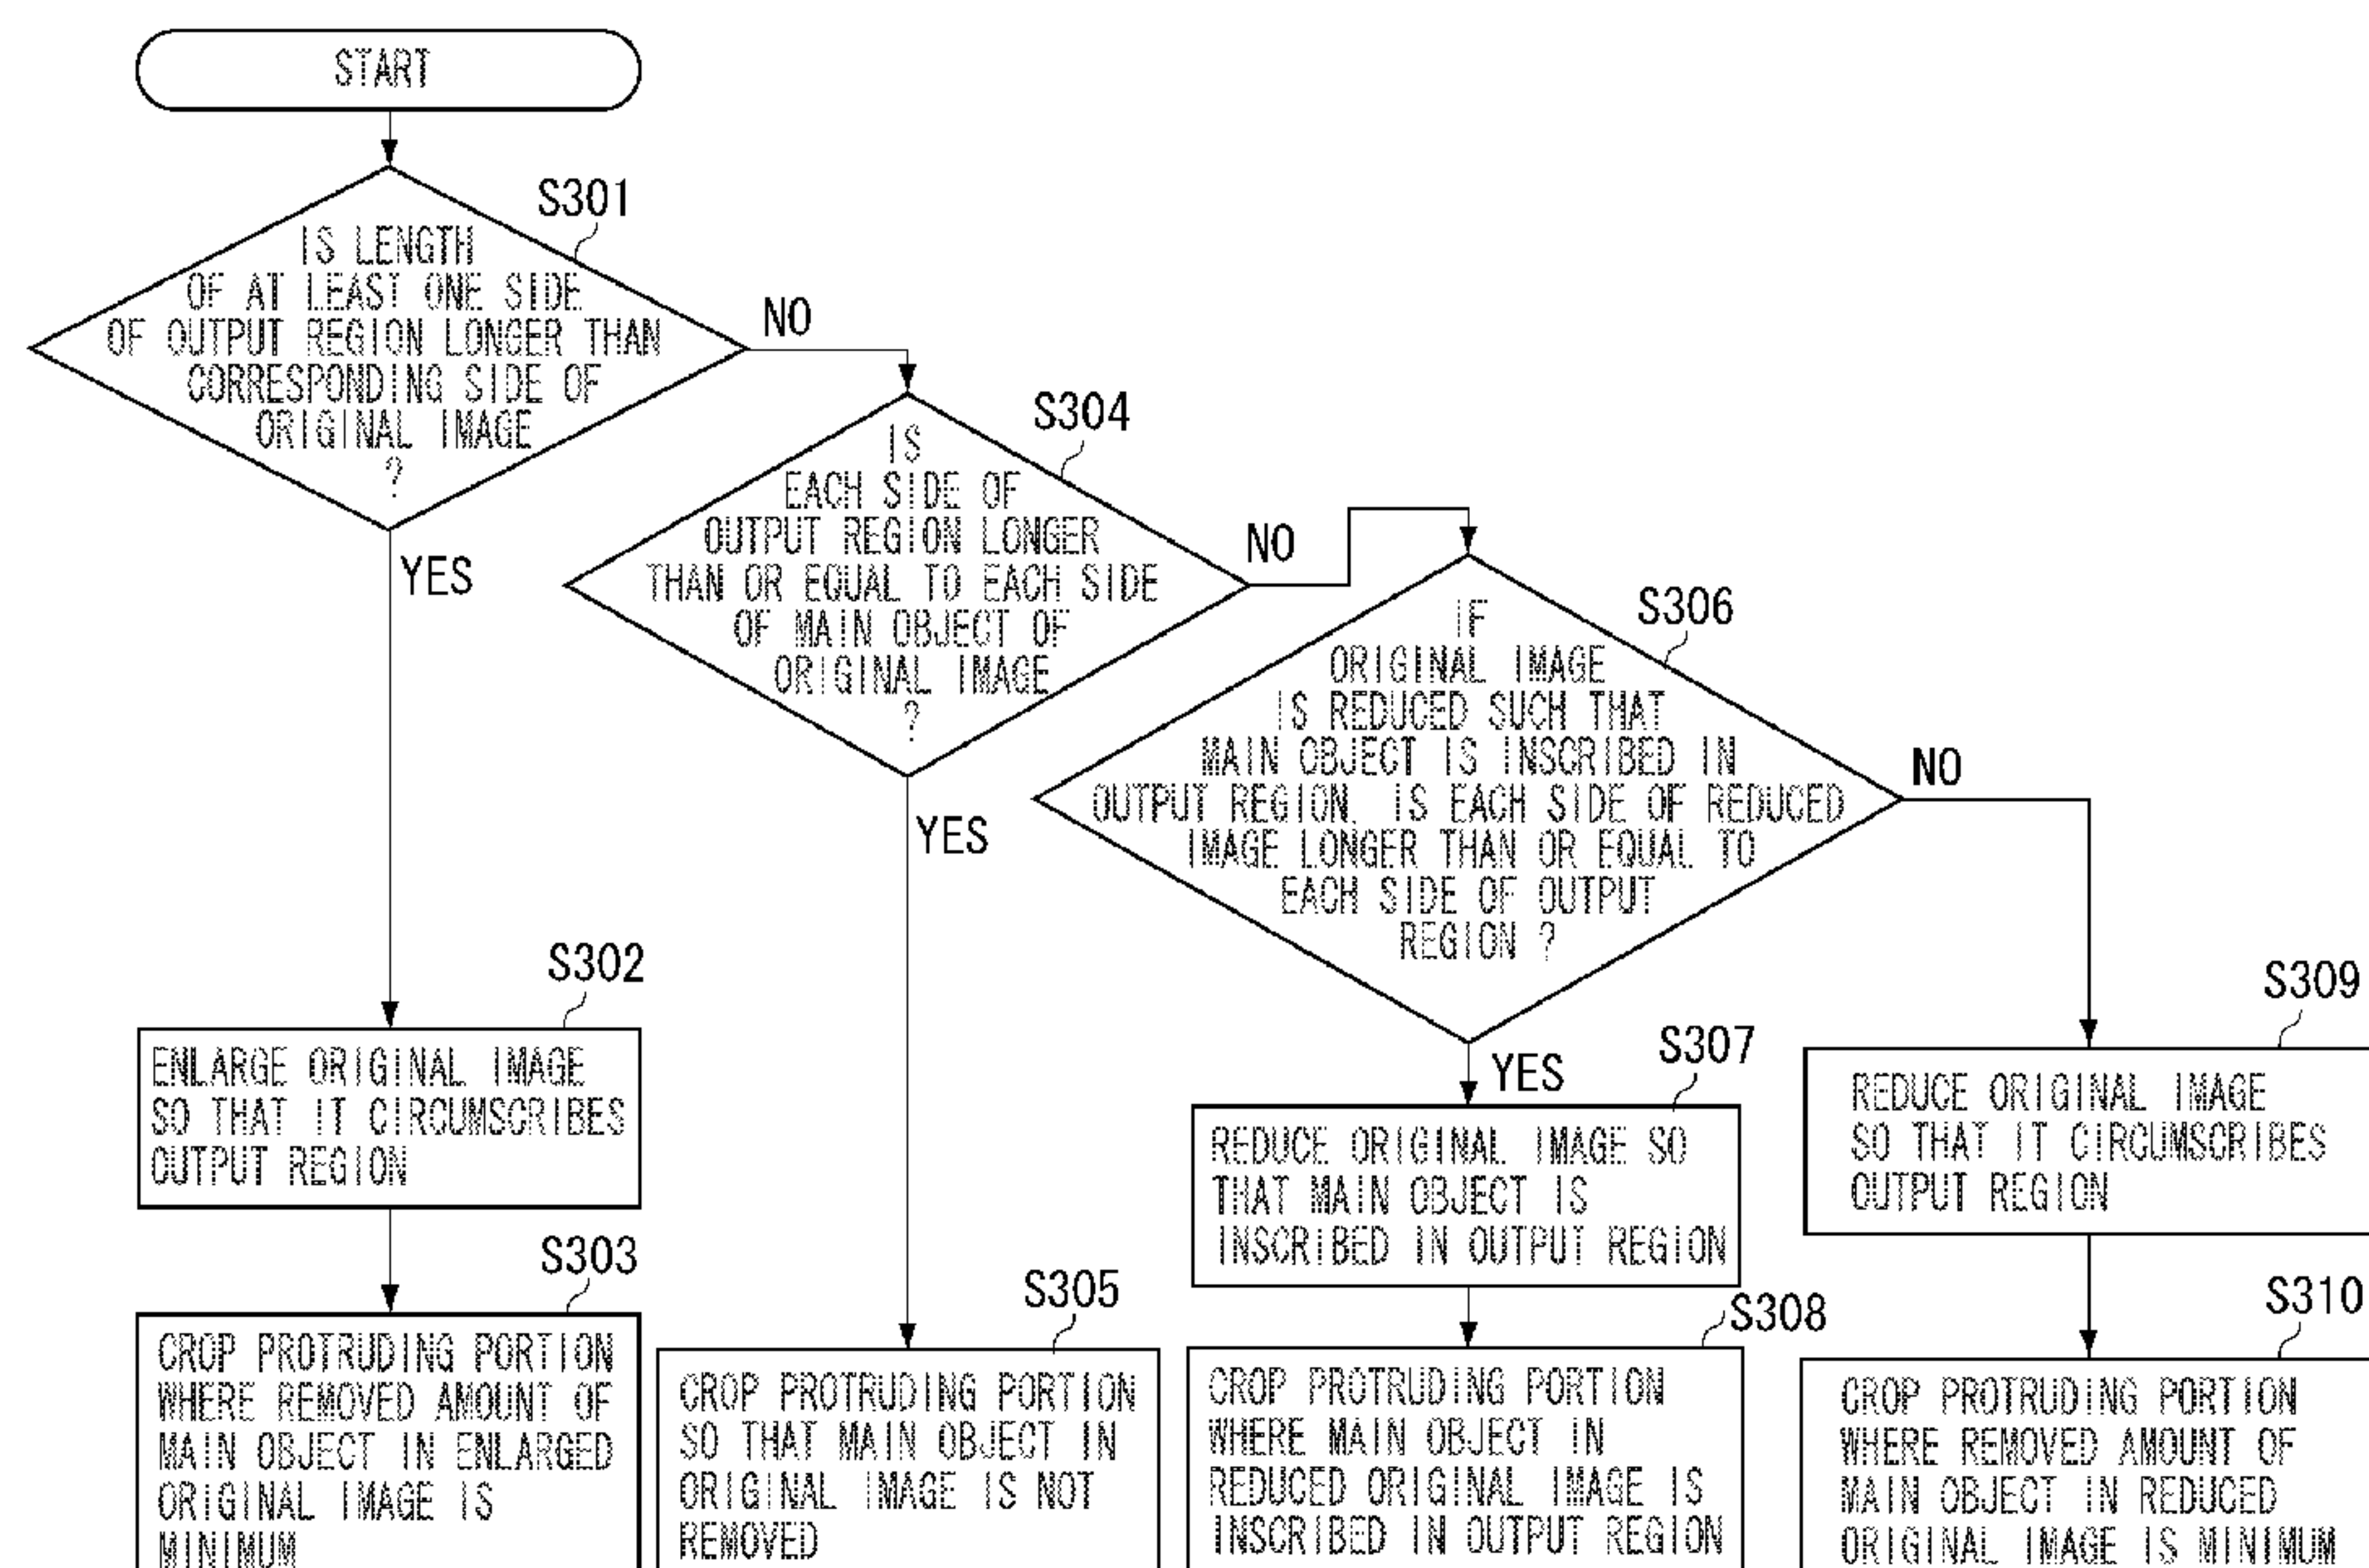 START
S301
IS LENGTH
OF AT LEAST ONE SIDE
OF OUTPUT REGION LONGER THAN
CORRESPONDING SIDE OF
ORIGINAL IMAGE
?
NO
YES
S304
IS
EACH SIDE OF
OUTPUT REGION LONGER
THAN OR EQUAL TO EACH SIDE
OF MAIN OBJECT OF
ORIGINAL IMAGE
?
NO
YES
S306
IF
ORIGINAL IMAGE
IS REDUCED SUCH THAT
MAIN OBJECT IS INSCRIBED IN
OUTPUT REGION, IS EACH SIDE OF REDUCED
IMAGE LONGER THAN OR EQUAL TO
EACH SIDE OF OUTPUT
REGION ?
NO
YES
S302
ENLARGE ORIGINAL IMAGE
SO THAT IT CIRCUMSCRIBES
OUTPUT REGION
S307
REDUCE ORIGINAL IMAGE SO
THAT MAIN OBJECT IS
INSCRIBED IN OUTPUT REGION
S309
REDUCE ORIGINAL IMAGE
SO THAT IT CIRCUMSCRIBES
OUTPUT REGION
S303
CROP PROTRUDING PORTION
WHERE REMOVED AMOUNT OF
MAIN OBJECT IN ENLARGED
ORIGINAL IMAGE IS
MINIMUM
S305
CROP PROTRUDING PORTION
SO THAT MAIN OBJECT IN
ORIGINAL IMAGE IS NOT
REMOVED
S308
CROP PROTRUDING PORTION
WHERE MAIN OBJECT IN
REDUCED ORIGINAL IMAGE IS
INSCRIBED IN OUTPUT REGION
S310
CROP PROTRUDING PORTION
WHERE REMOVED AMOUNT OF
MAIN OBJECT IN REDUCED
ORIGINAL IMAGE IS MINIMUM